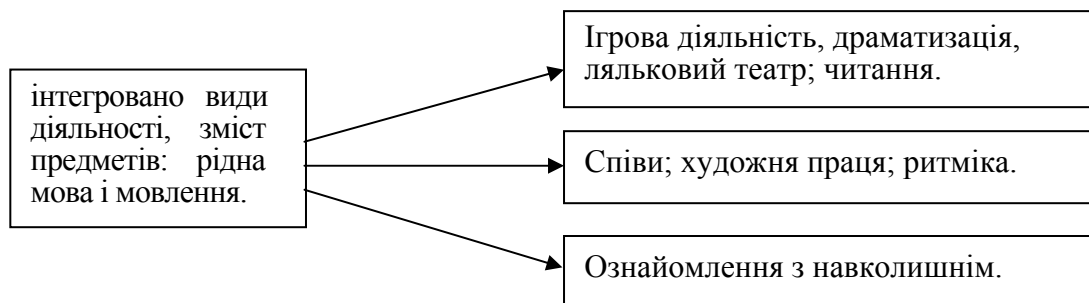 інтегровано види
діяльності, зміст
предметів: рідна
мова і мовлення.
Ігрова діяльність, драматизація,
ляльковий театр; читання.
Співи; художня праця; ритміка.
Ознайомлення з навколишнім.